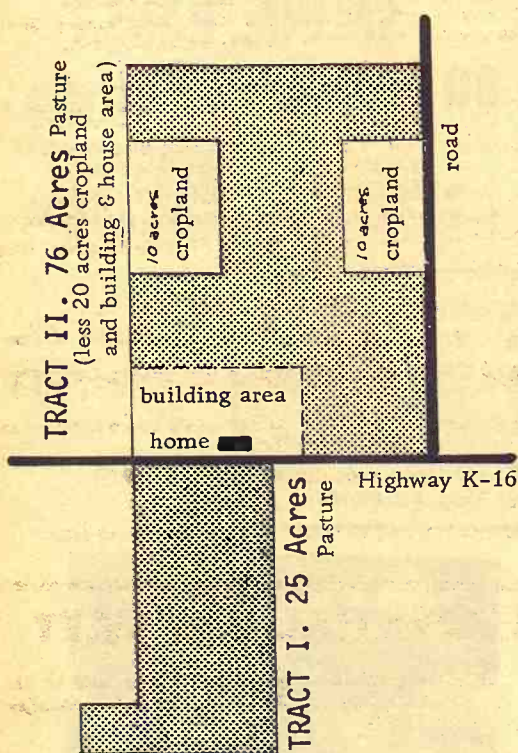 TRACT II. 76 Acres Pasture
(less 20 acres cropland
and building & house area)
10 acres
cropland
10 acres
cropland
road
building area
home
Highway K-16
TRACT I. 25 Acres
Pasture